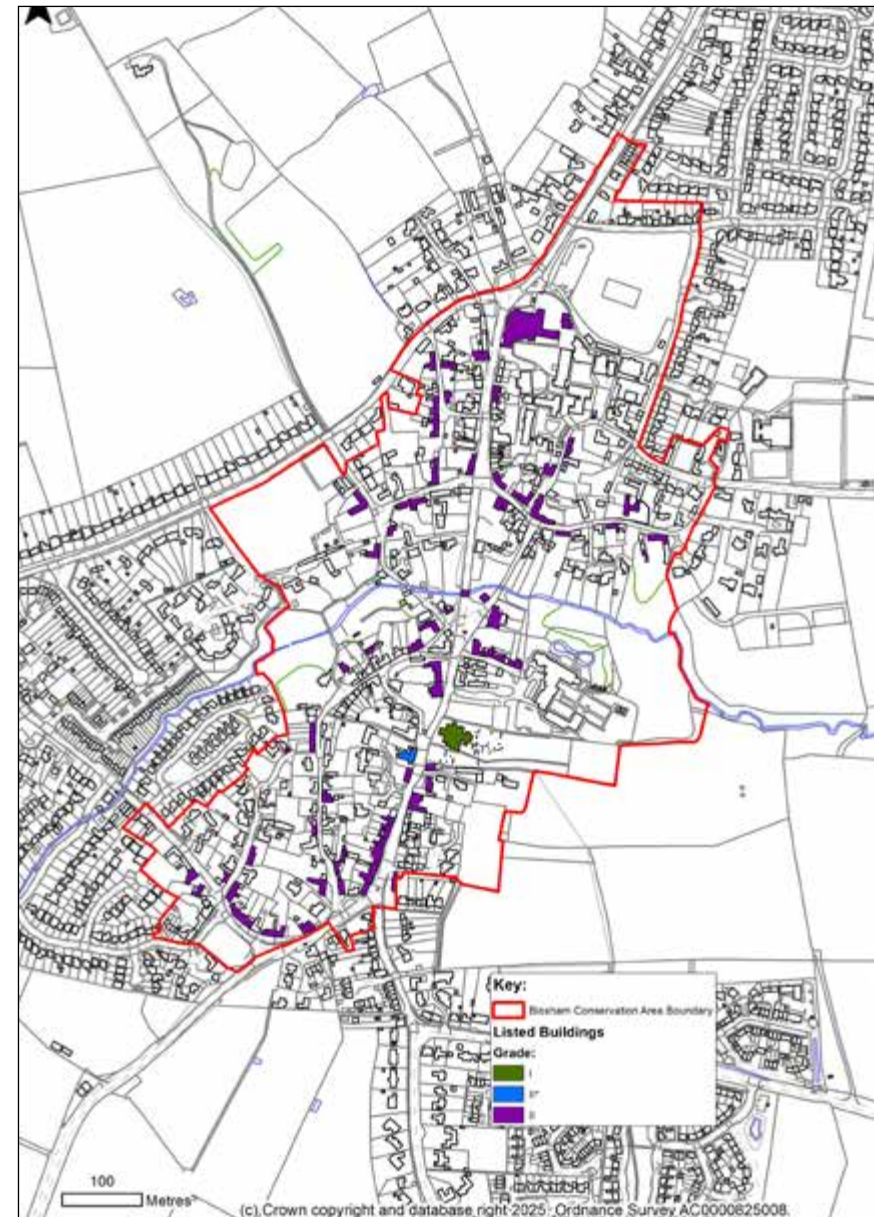 Key:
Bloxham Conservation Area Boundary
Listed Buildings
Grade:
I
II*
II
100
Metres
(c) Crown copyright and database right 2025. Ordnance Survey AC0000825008.